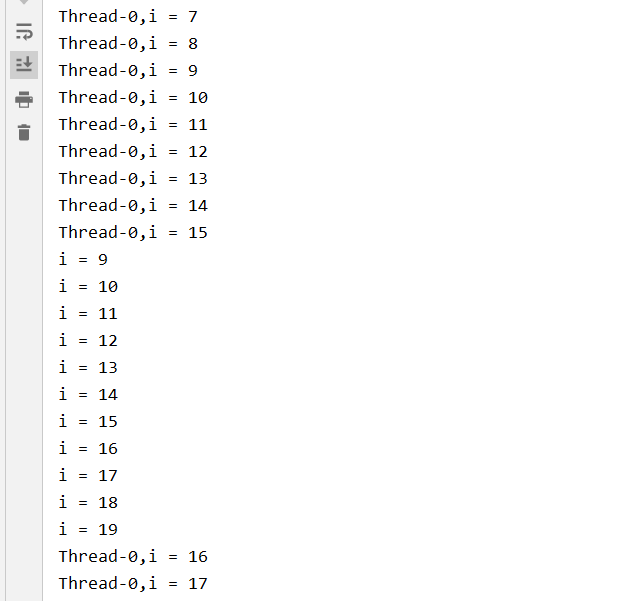 Thread-0,i = 7
Thread-0,i = 8
Thread-0,i = 9
Thread-0,i = 10
Thread-0,i = 11
Thread-0,i = 12
Thread-0,i = 13
Thread-0,i = 14
Thread-0,i = 15
i = 9
i = 10
i = 11
i = 12
i = 13
i = 14
i = 15
i = 16
i = 17
i = 18
i = 19
Thread-0,i = 16
Thread-0,i = 17